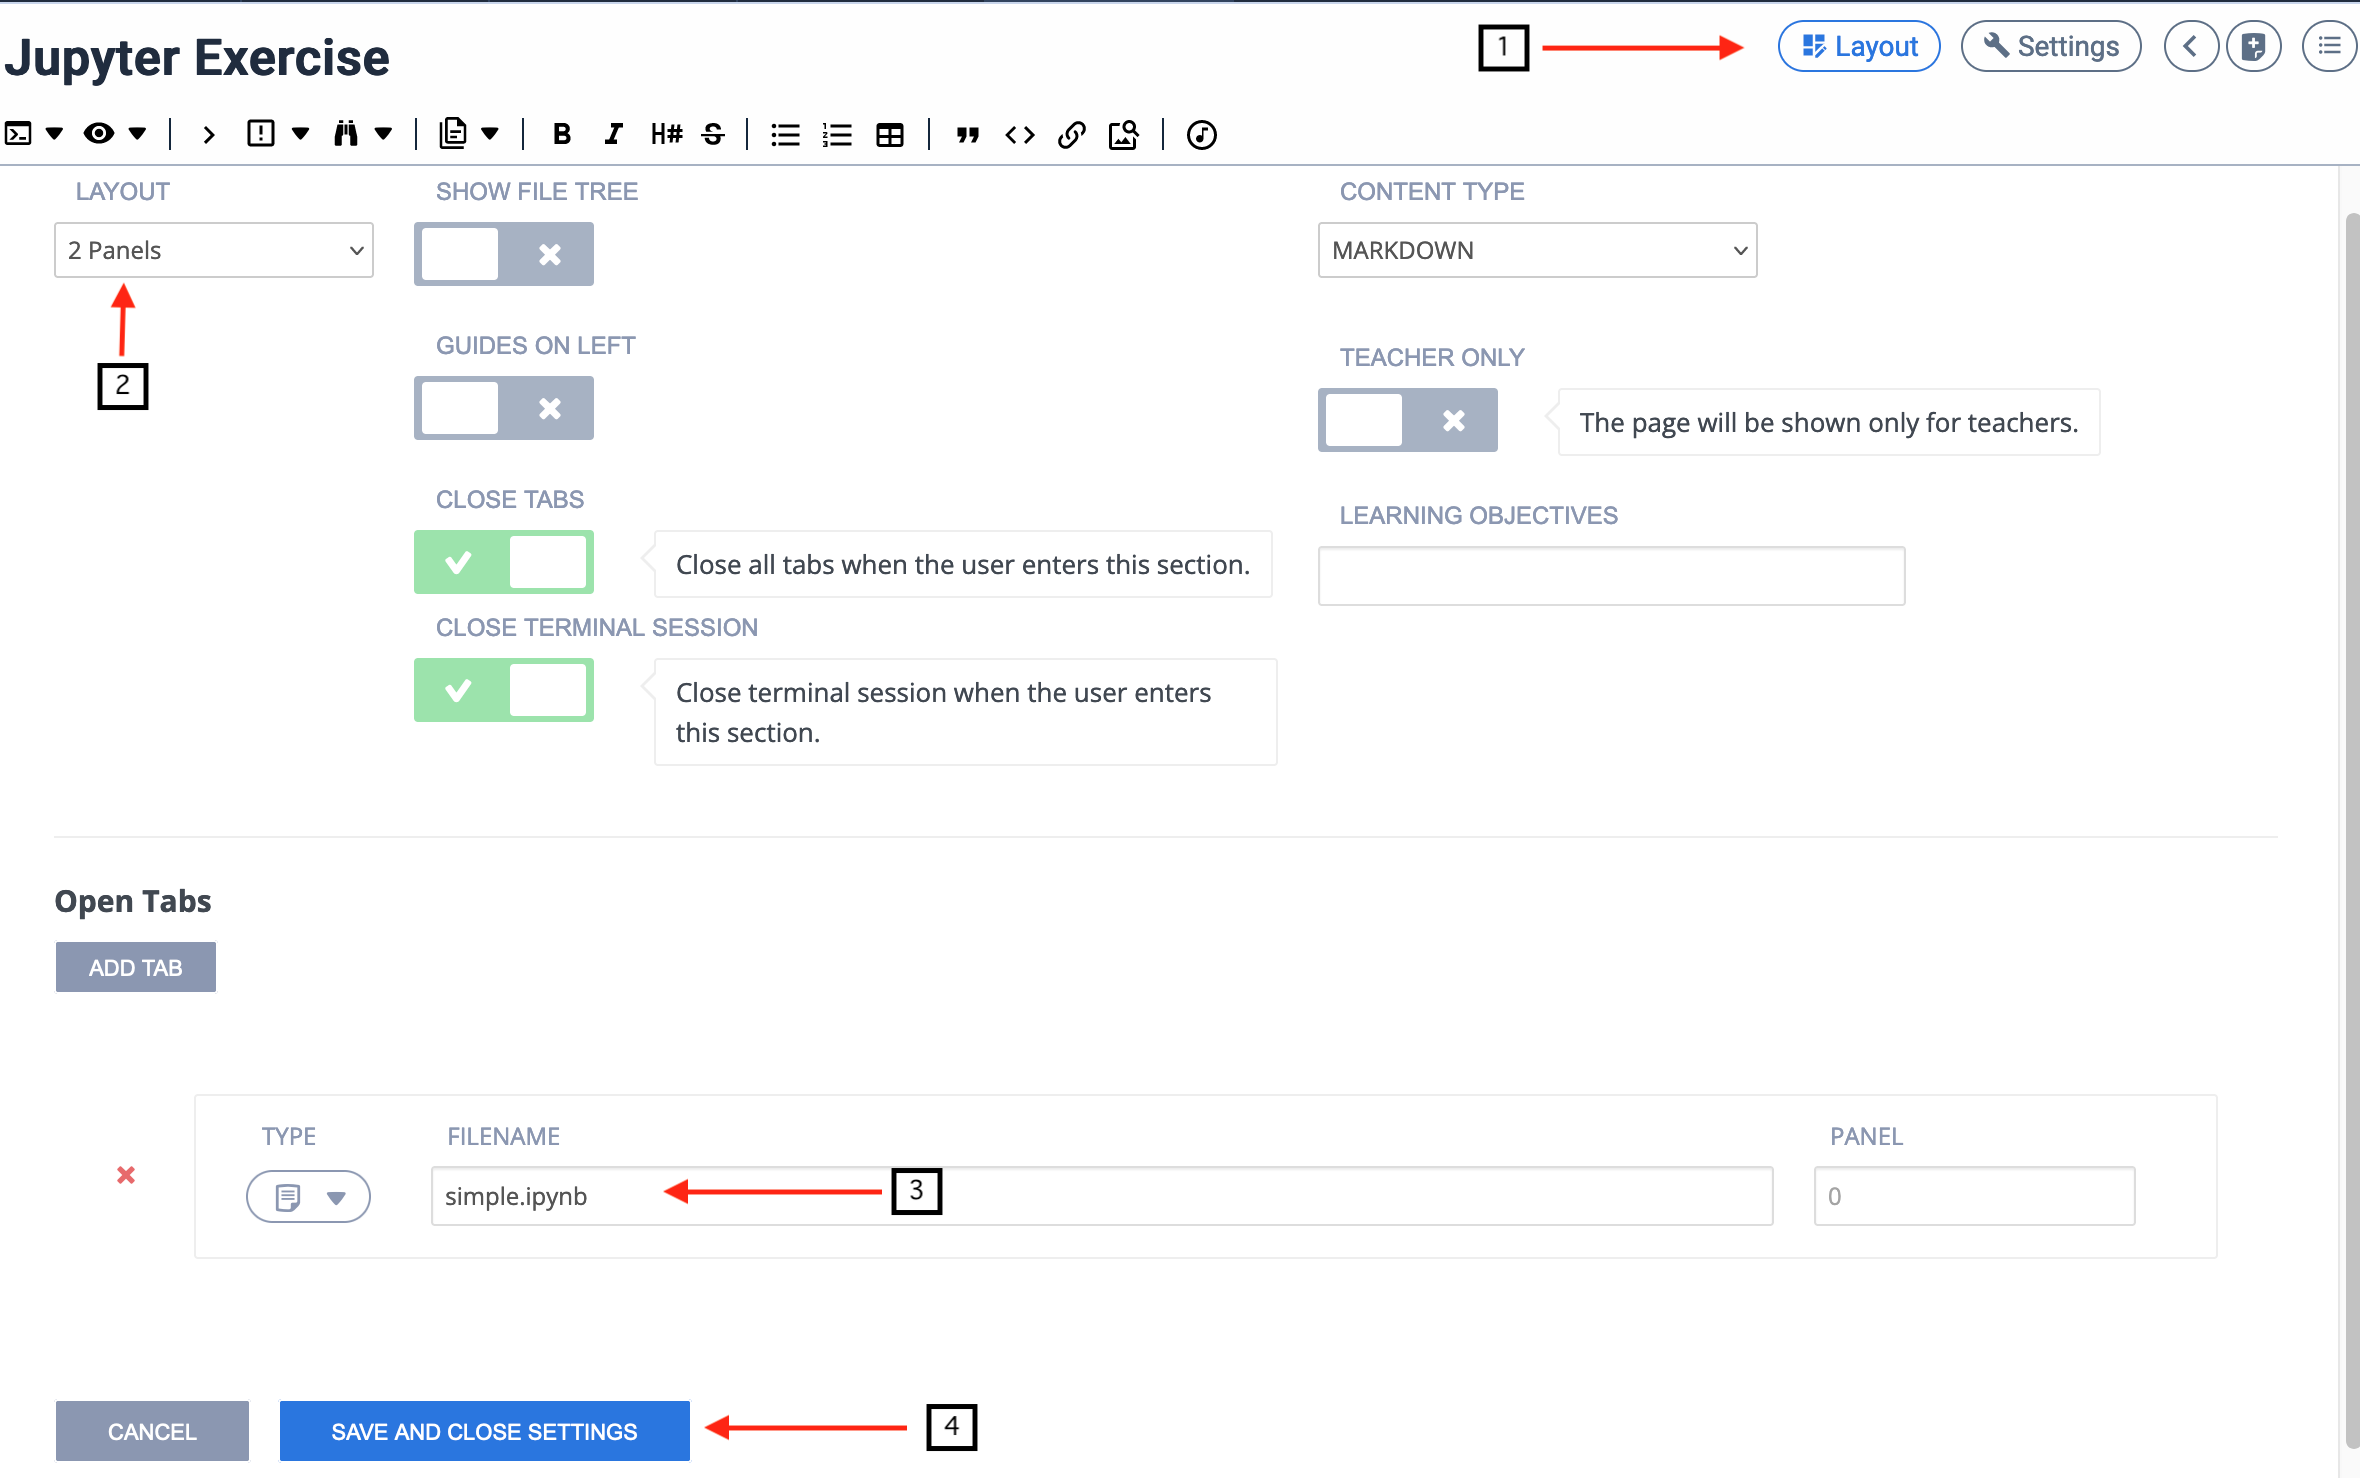 Jupyter Exercise
1
Layout
Settings
H#
LAYOUT
SHOW FILE TREE
CONTENT TYPE
2 Panels
MARKDOWN
2
GUIDES ON LEFT
TEACHER ONLY
The page will be shown only for teachers.
CLOSE TABS
LEARNING OBJECTIVES
Close all tabs when the user enters this section.
CLOSE TERMINAL SESSION
Close terminal session when the user enters
this section.
Open Tabs
ADD TAB
TYPE
FILENAME
PANEL
simple.ipynb
3
0
CANCEL
SAVE AND CLOSE SETTINGS
4